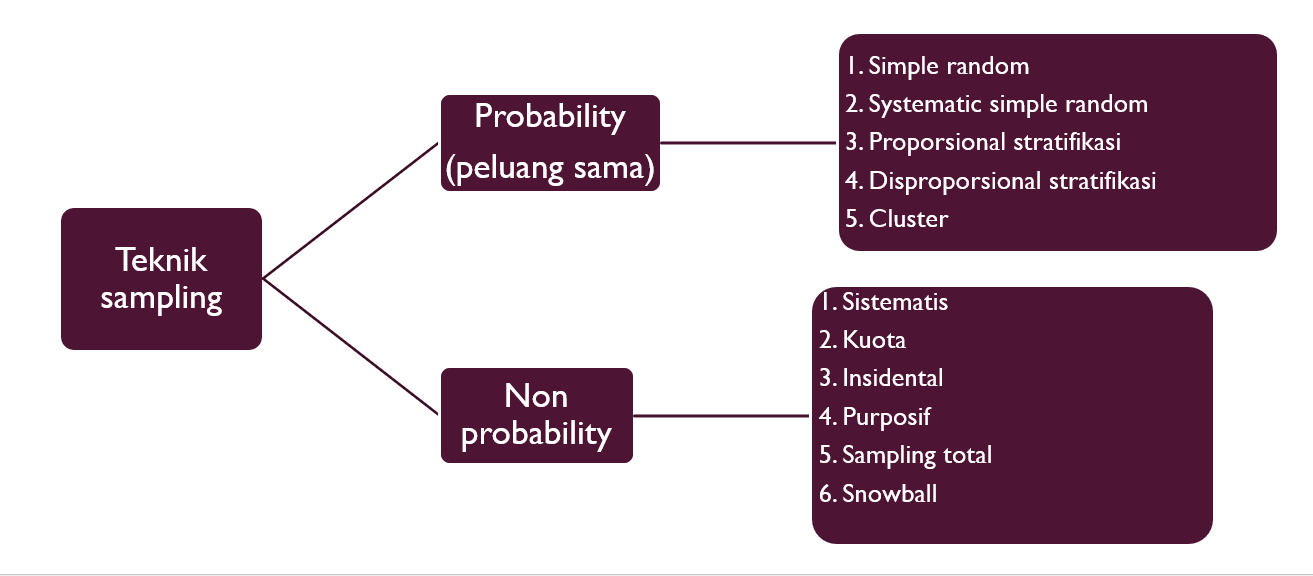 Teknik
sampling
Probability
(peluang sama)
1. Simple random
2. Systematic simple random
3. Proporsional stratifikasi
4. Disproporsional stratifikasi
5. Cluster
Non
probability
1. Sistematis
2. Kuota
3. Insidental
4. Purposif
5. Sampling total
6. Snowball